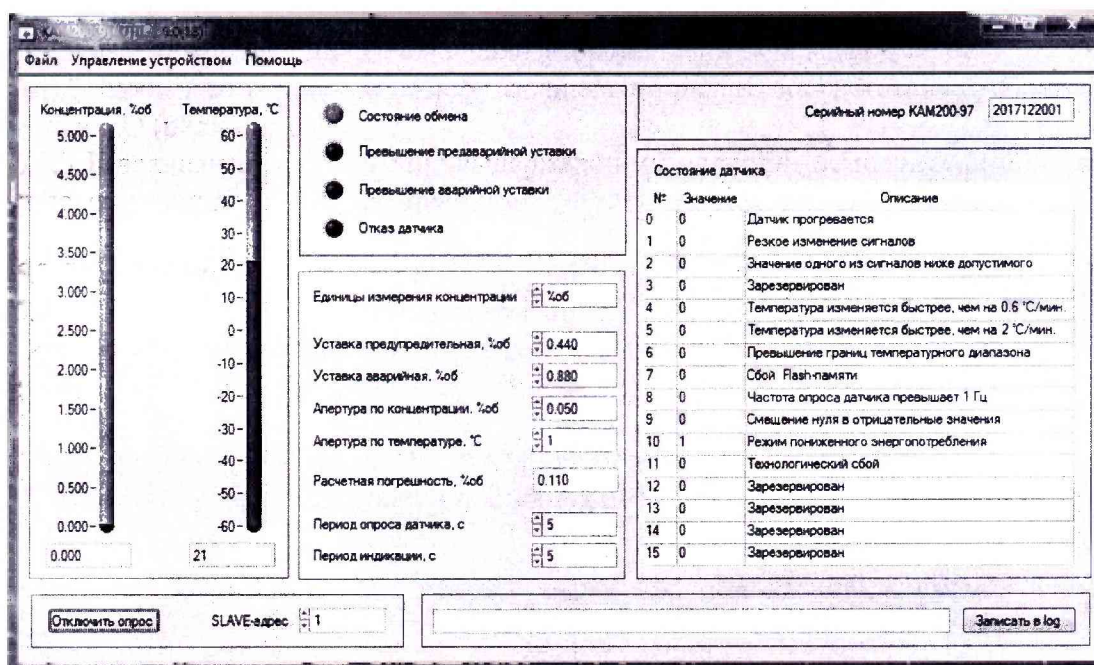 Файл Управление устройством Помощь
Концентрация, %об Температура, °C
5.000
4.500
4.000
3.500
3.000
2.500
2.000
1.500
1.000
0.500
0.000
0.000
60
50
40
30
20
10
0
-10
-20
-30
-40
-50
-60
21
Состояние обмена
Превышение предаварийной уставки
Превышение аварийной уставки
Отказ датчика
Единицы измерения концентрации %об
Уставка предупредительная, %об 0.440
Уставка аварийная, %об 0.880
Апертура по концентрации, %об 0.050
Апертура по температуре, °C 1
Расчетная погрешность, %об 0.110
Период опроса датчика, с 5
Период индикации, с 5
Серийный номер КАМ200-97 2017122001
Состояние датчика
№ Значение Описание
0 0 Датчик прогревается
1 0 Резкое изменение сигналов
2 0 Значение одного из сигналов ниже допустимого
3 0 Зарезервирован
4 0 Температура изменяется быстрее, чем на 0.6 °C/мин.
5 0 Температура изменяется быстрее, чем на 2 °C/мин.
6 0 Превышение границ температурного диапазона
7 0 Сбой Flash-памяти
8 0 Частота опроса датчика превышает 1 Гц
9 0 Смещение нуля в отрицательные значения
10 1 Режим пониженного энергопотребления
11 0 Технологический сбой
12 0 Зарезервирован
13 0 Зарезервирован
14 0 Зарезервирован
15 0 Зарезервирован
Отключить опрос SLAVE-адрес 1
Записать в log